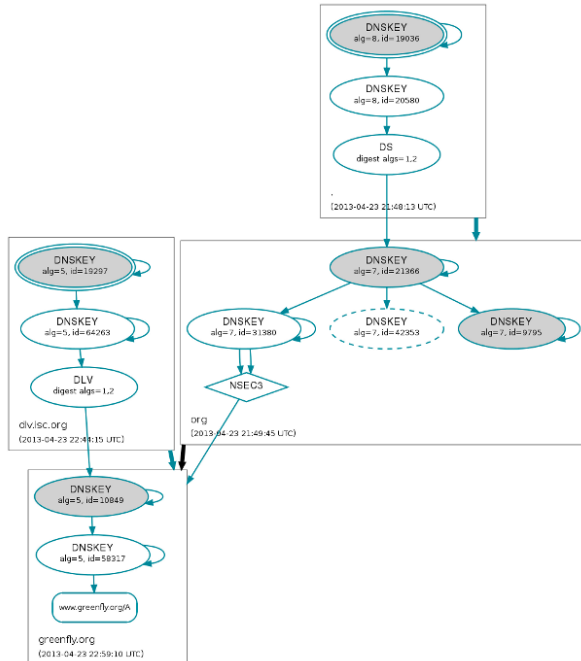 DNSKEY
alg=8, id=19036
DNSKEY
alg=8, id=20580
DS
digest algs=1,2
.
(2013-04-23 21:48:13 UTC)
DNSKEY
alg=5, id=19297
DNSKEY
alg=5, id=64263
DLV
digest algs=1,2
dlv.isc.org
(2013-04-23 22:44:15 UTC)
DNSKEY
alg=7, id=21366
DNSKEY
alg=7, id=31380
DNSKEY
alg=7, id=42353
DNSKEY
alg=7, id=9795
NSEC3
org
(2013-04-23 21:49:45 UTC)
DNSKEY
alg=5, id=10849
DNSKEY
alg=5, id=58317
www.greenfly.org/A
greenfly.org
(2013-04-23 22:59:10 UTC)